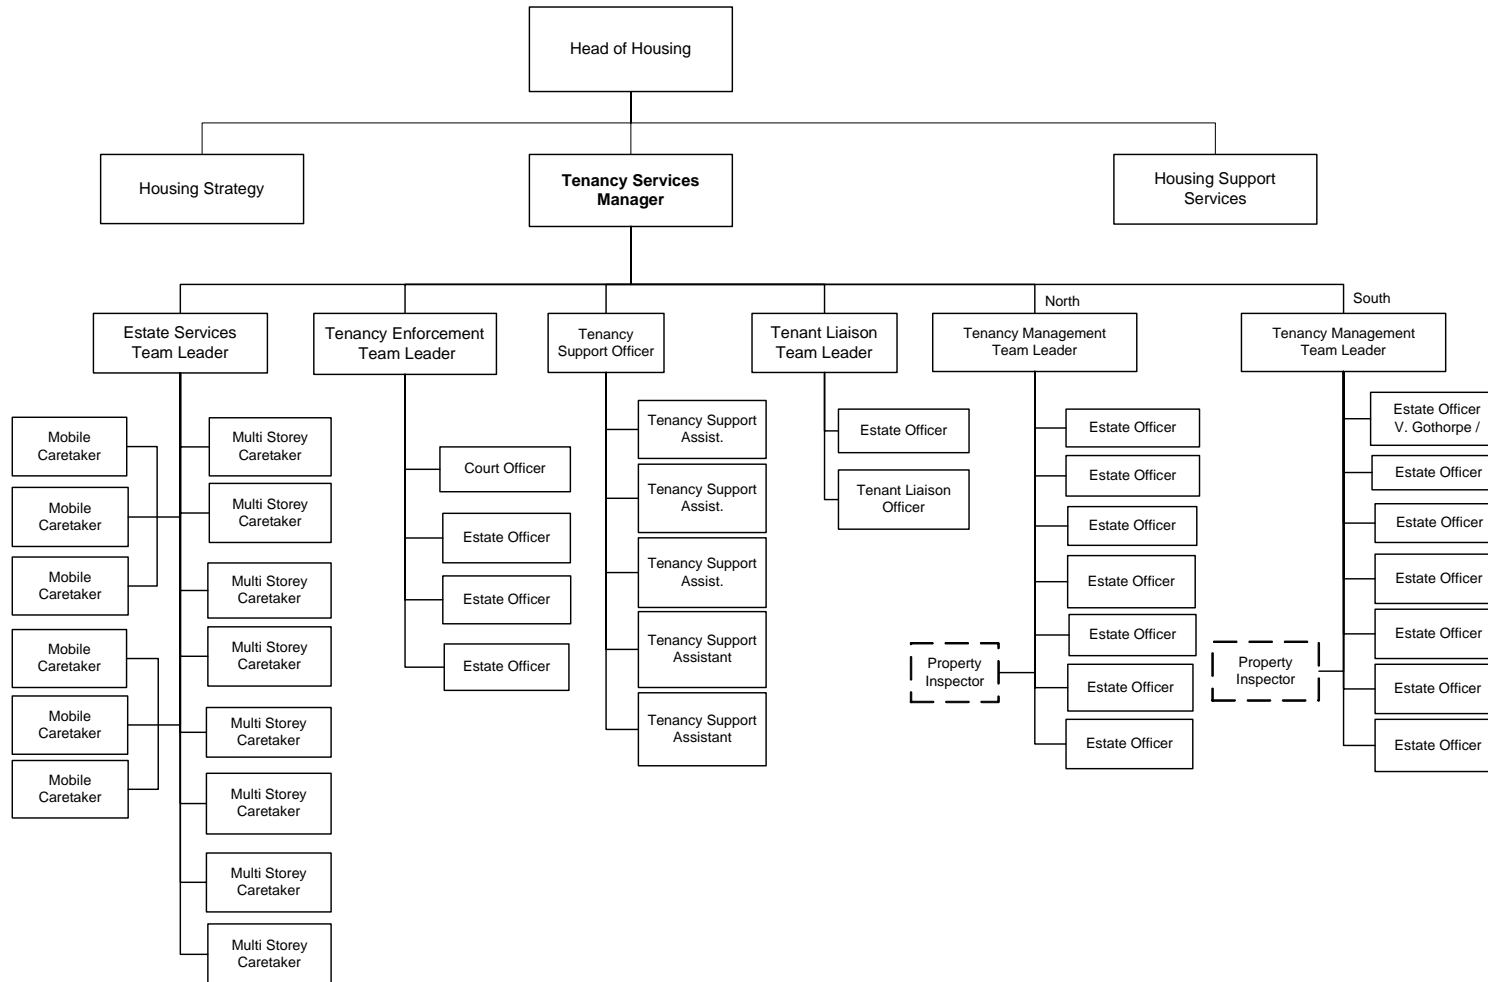 Head of Housing
Housing Strategy
Tenancy Services
Manager
Housing Support
Services
North
South
Estate Services
Team Leader
Tenancy Enforcement
Team Leader
Tenancy
Support Officer
Tenant Liaison
Team Leader
Tenancy Management
Team Leader
Tenancy Management
Team Leader
Mobile
Caretaker
Mobile
Caretaker
Mobile
Caretaker
Mobile
Caretaker
Mobile
Caretaker
Mobile
Caretaker
Multi Storey
Caretaker
Multi Storey
Caretaker
Multi Storey
Caretaker
Multi Storey
Caretaker
Multi Storey
Caretaker
Multi Storey
Caretaker
Multi Storey
Caretaker
Multi Storey
Caretaker
Court Officer
Estate Officer
Estate Officer
Estate Officer
Tenancy Support
Assist.
Tenancy Support
Assist.
Tenancy Support
Assist.
Tenancy Support
Assistant
Tenancy Support
Assistant
Estate Officer
Tenant Liaison
Officer
Property
Inspector
Estate Officer
Estate Officer
Estate Officer
Estate Officer
Estate Officer
Estate Officer
Estate Officer
Property
Inspector
Estate Officer
V. Gothorpe /
Estate Officer
Estate Officer
Estate Officer
Estate Officer
Estate Officer
Estate Officer